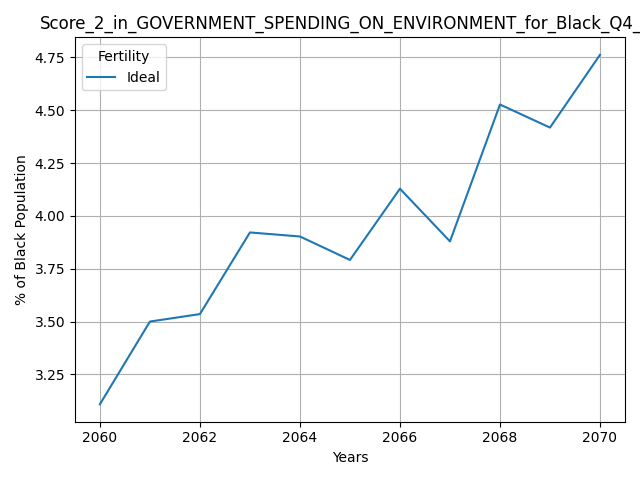 Score_2_in_GOVERNMENT_SPENDING_ON_ENVIRONMENT_for_Black_Q4_
Fertility
Ideal
4.75
4.50
4.25
4.00
3.75
3.50
3.25
% of Black Population
2060 2062 2064 2066 2068 2070
Years